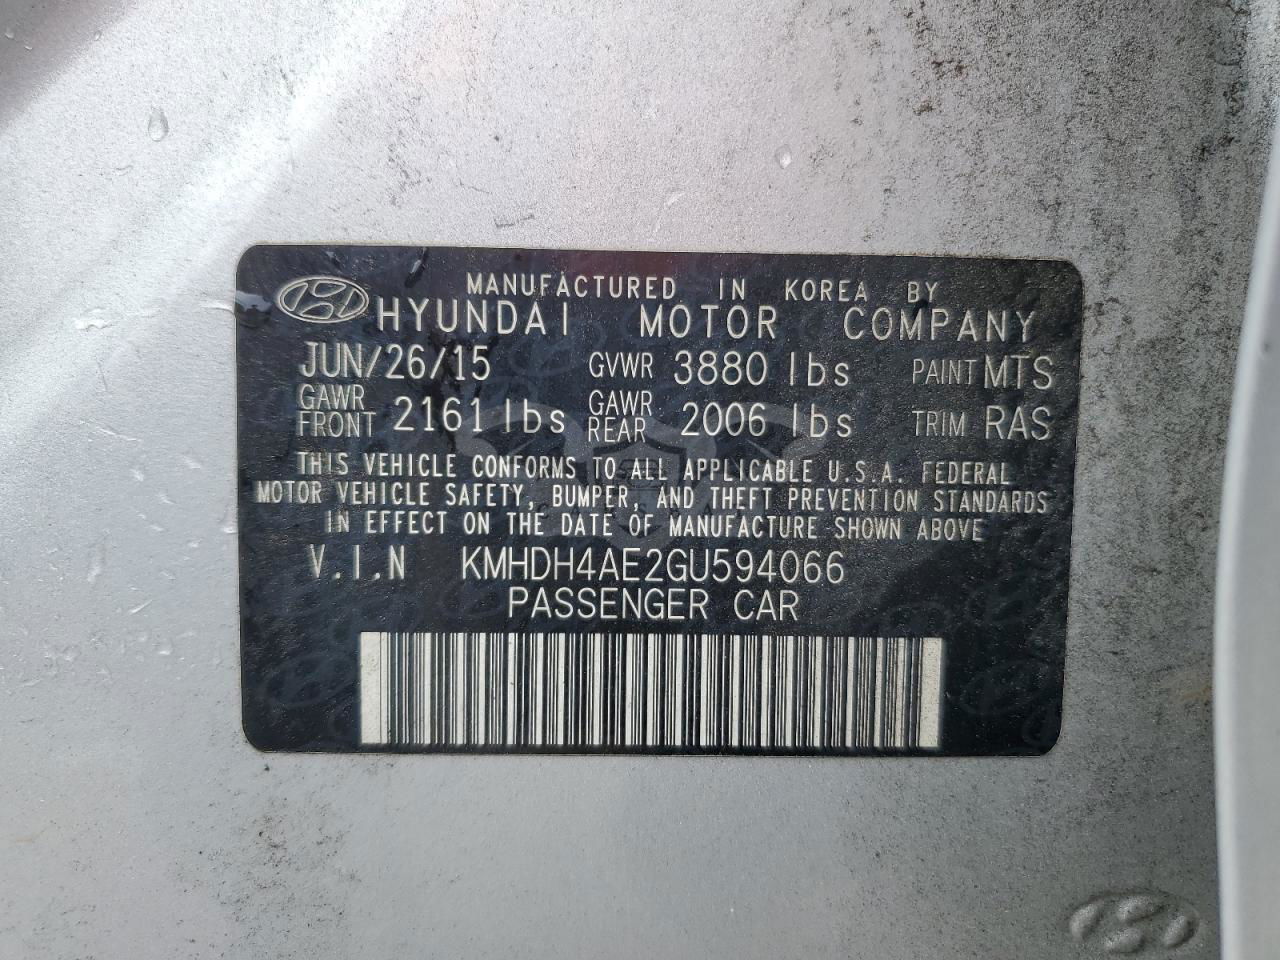 MANUFACTURED IN KOREA BY
HYUNDAI MOTOR COMPANY
JUN/26/15 GVWR 3880 lbs PAINT MTS
GAWR FRONT 2161 lbs GAWR REAR 2006 lbs TRIM RAS
THIS VEHICLE CONFORMS TO ALL APPLICABLE U.S.A. FEDERAL
MOTOR VEHICLE SAFETY, BUMPER, AND THEFT PREVENTION STANDARDS
IN EFFECT ON THE DATE OF MANUFACTURE SHOWN ABOVE
V.I.N KMHDH4AE2GU594066
PASSENGER CAR